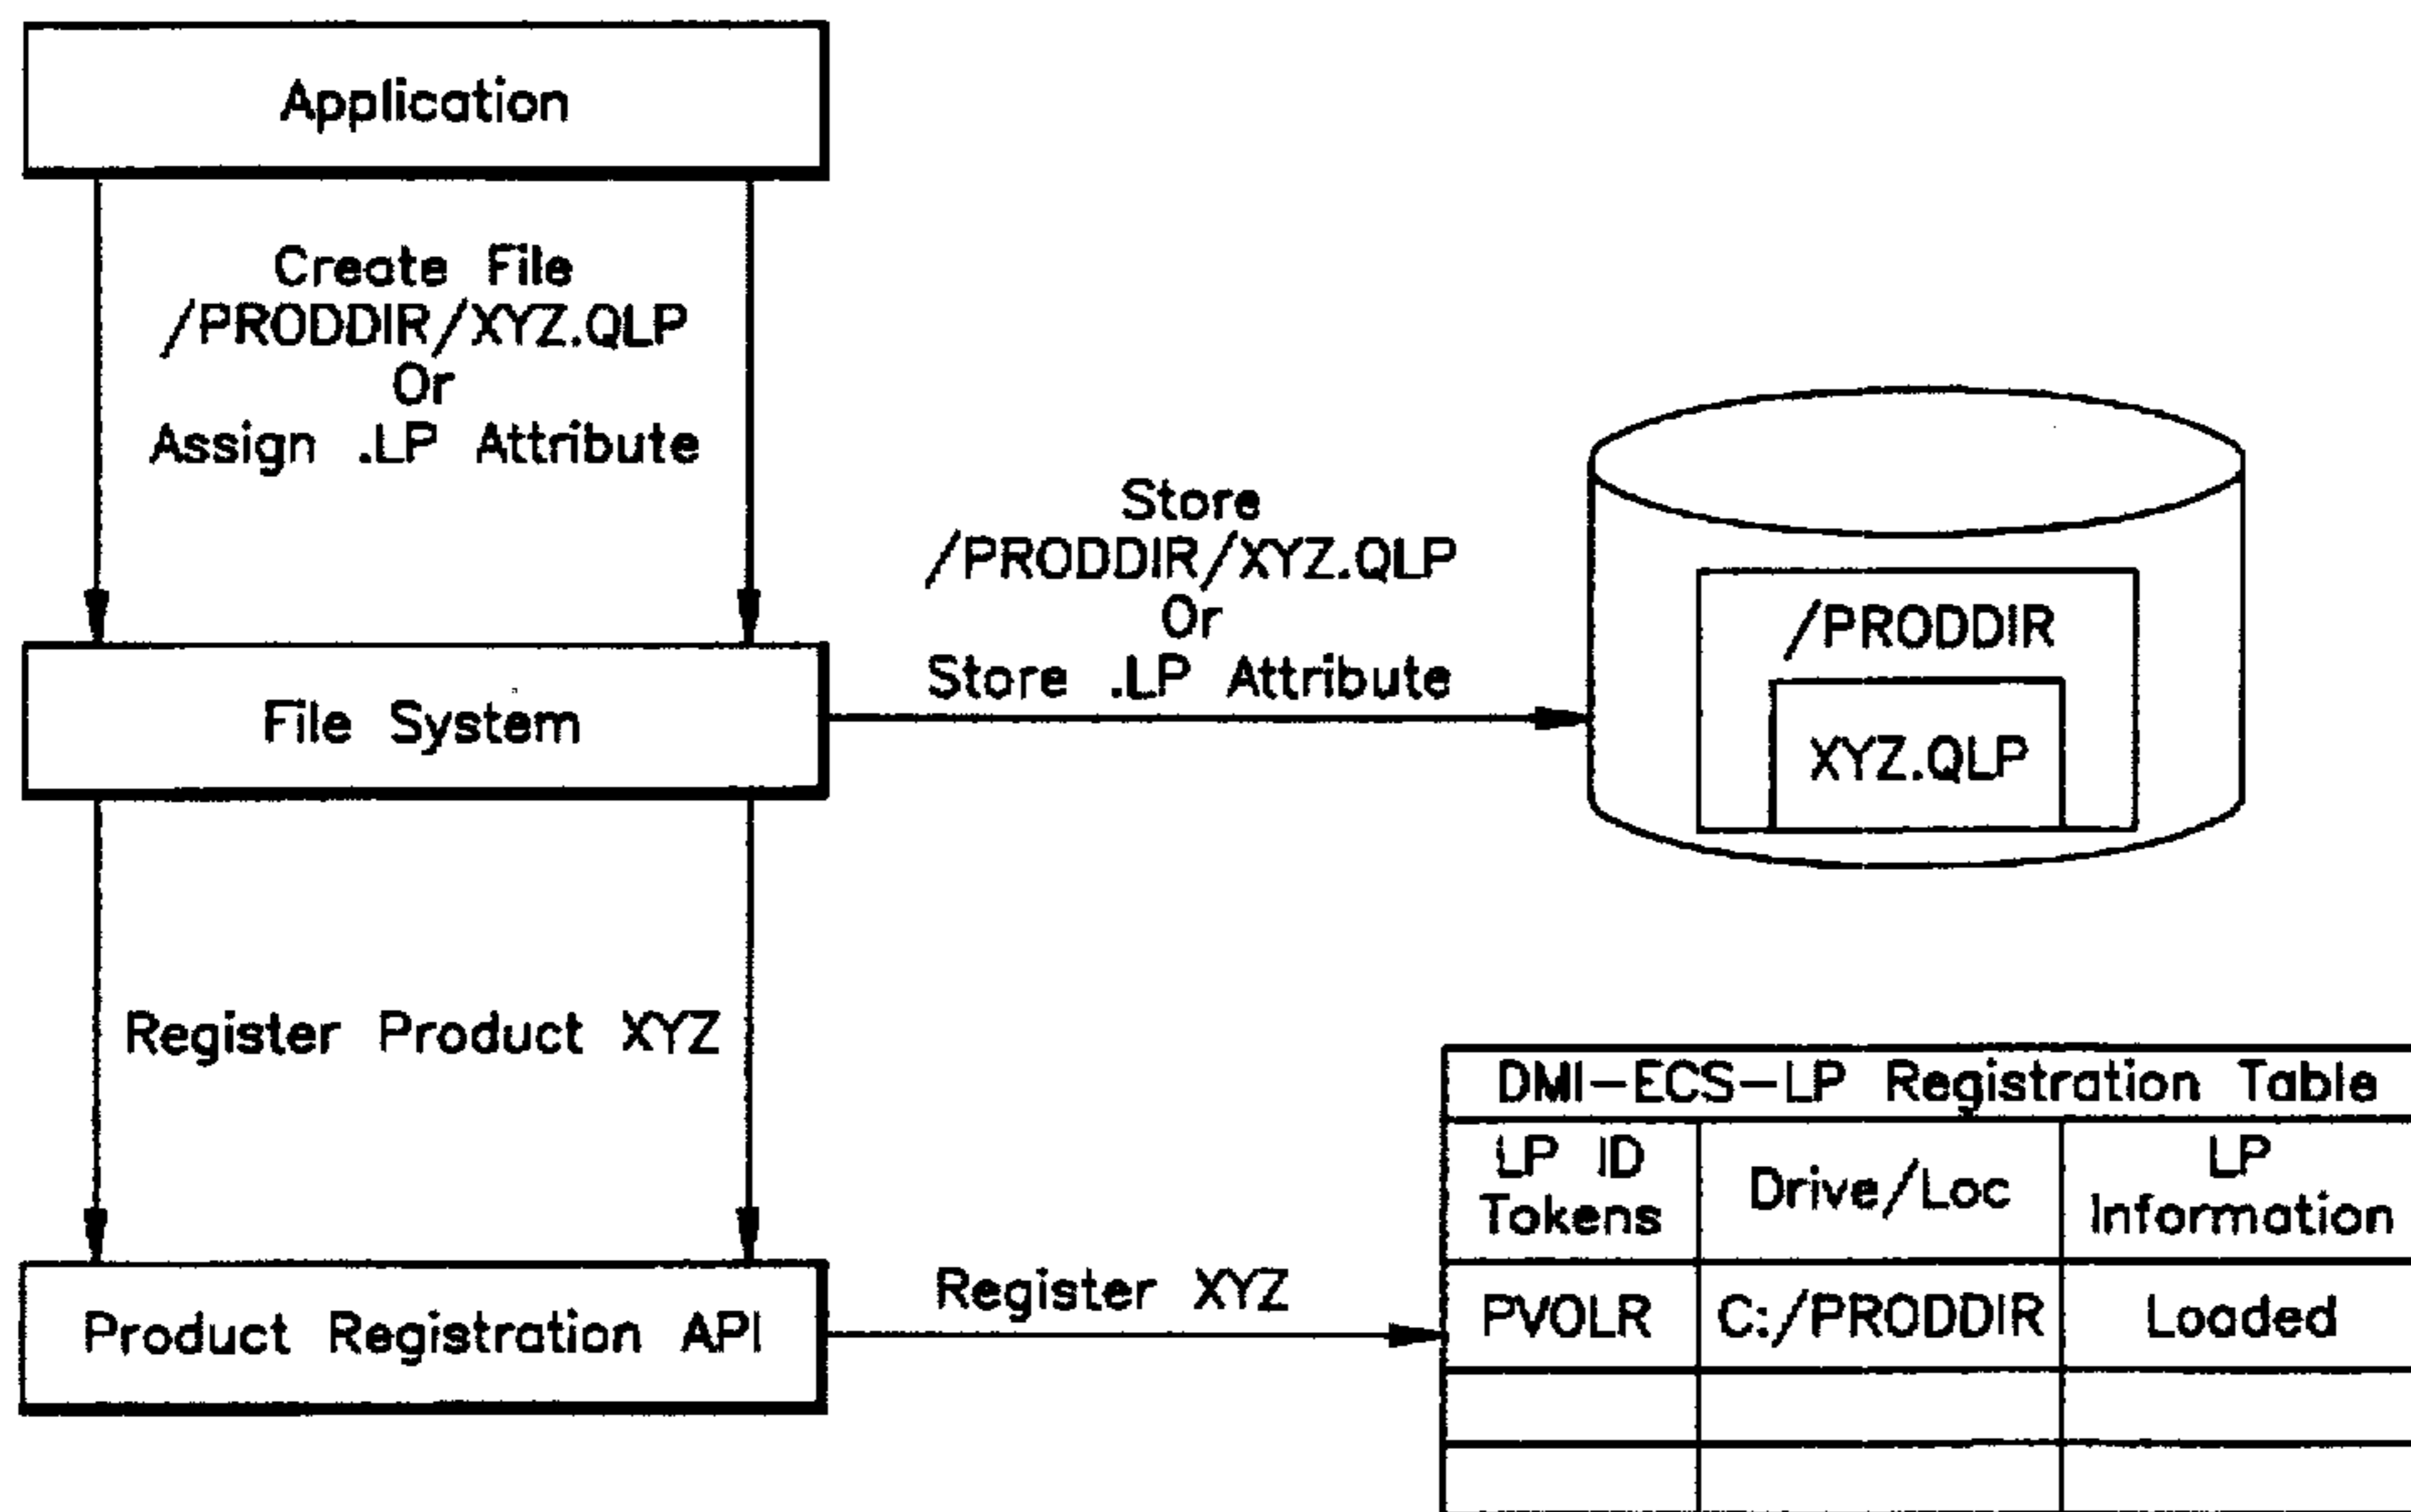 Application
Create File
/PRODDIR/XYZ.QLP
Or
Assign .LP Attribute
Store
/PRODDIR/XYZ.QLP
Or
Store .LP Attribute
/PRODDIR
XYZ.QLP
File System
Register Product XYZ
Product Registration API
Register XYZ
DMI-ECS-LP Registration Table
LP ID
Tokens
Drive/Loc
LP
Information
PVOLR
C:/PRODDIR
Loaded